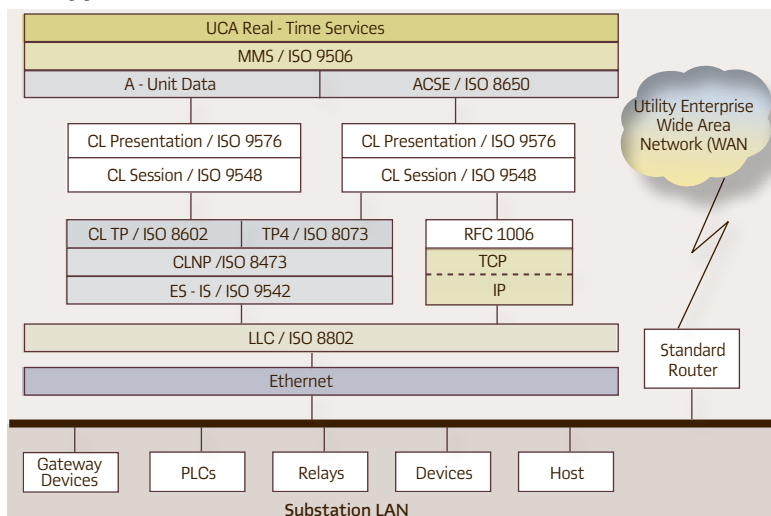 UCA Real - Time Services
MMS / ISO 9506
A - Unit Data
ACSE / ISO 8650
CL Presentation / ISO 9576
CL Session / ISO 9548
CL Presentation / ISO 9576
CL Session / ISO 9548
CL TP / ISO 8602
TP4 / ISO 8073
CLNP /ISO 8473
ES - IS / ISO 9542
RFC 1006
TCP
IP
LLC / ISO 8802
Ethernet
Utility Enterprise
Wide Area
Network (WAN
Standard
Router
Gateway
Devices
PLCs
Relays
Devices
Host
Substation LAN